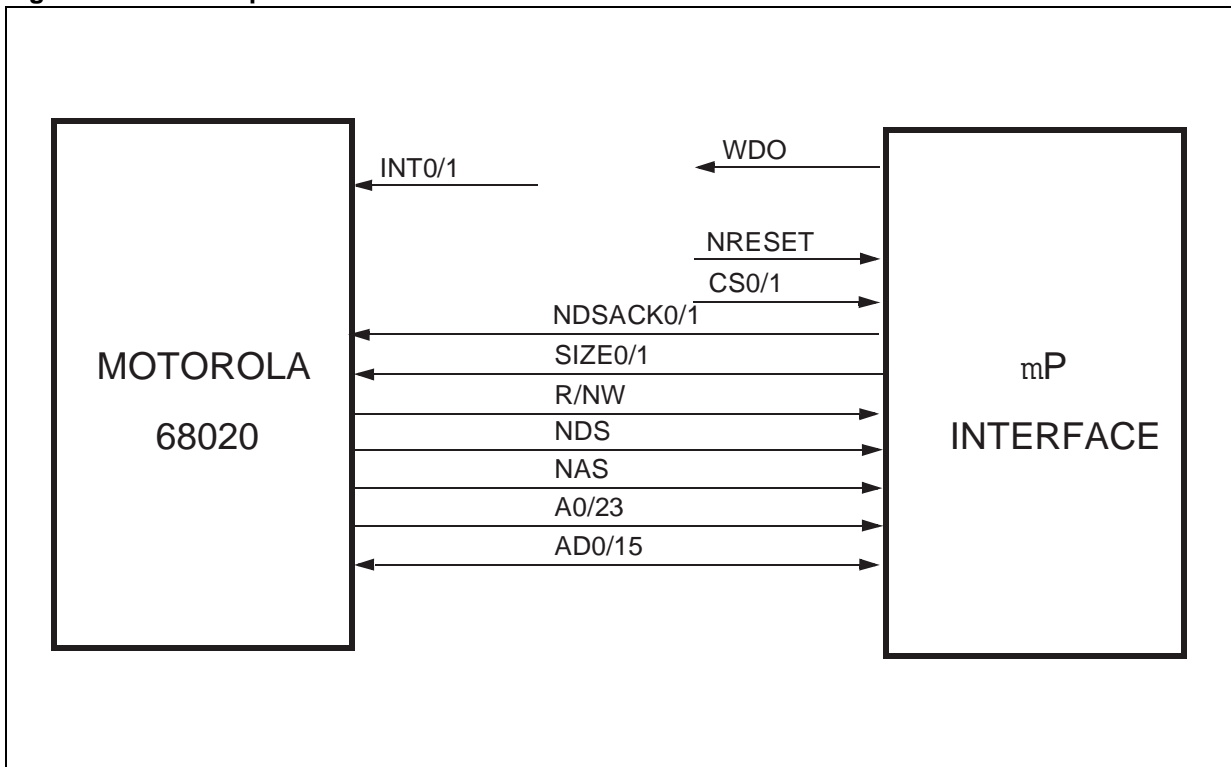 INT0/1
WDO
NRESET
CS0/1
NDSACK0/1
SIZE0/1
R/NW
NDS
NAS
A0/23
AD0/15
MOTOROLA
68020
mP
INTERFACE